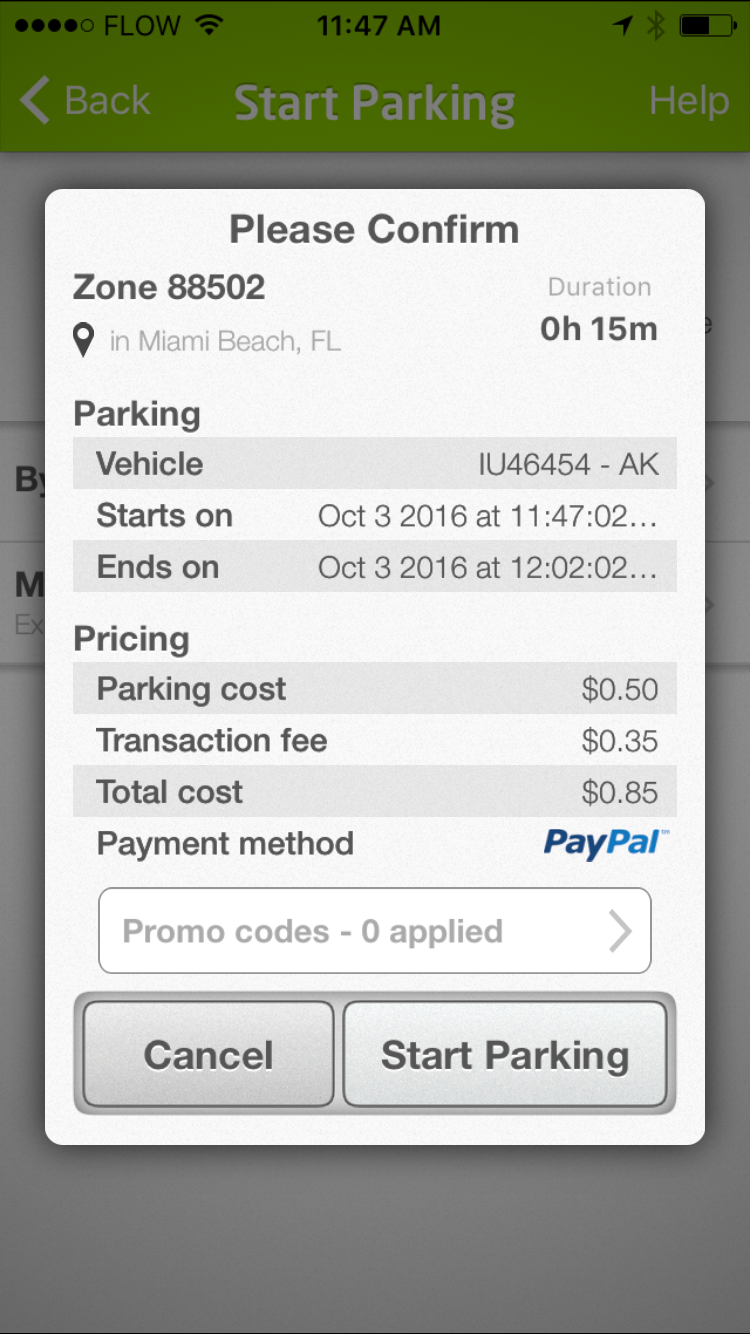 FLOW 11:47 AM
Back Start Parking Help
Please Confirm
Zone 88502 Duration
in Miami Beach, FL 0h 15m
Parking
Vehicle IU46454 - AK
Starts on Oct 3 2016 at 11:47:02...
Ends on Oct 3 2016 at 12:02:02...
Pricing
Parking cost $0.50
Transaction fee $0.35
Total cost $0.85
Payment method PayPal™
Promo codes - 0 applied
Cancel Start Parking